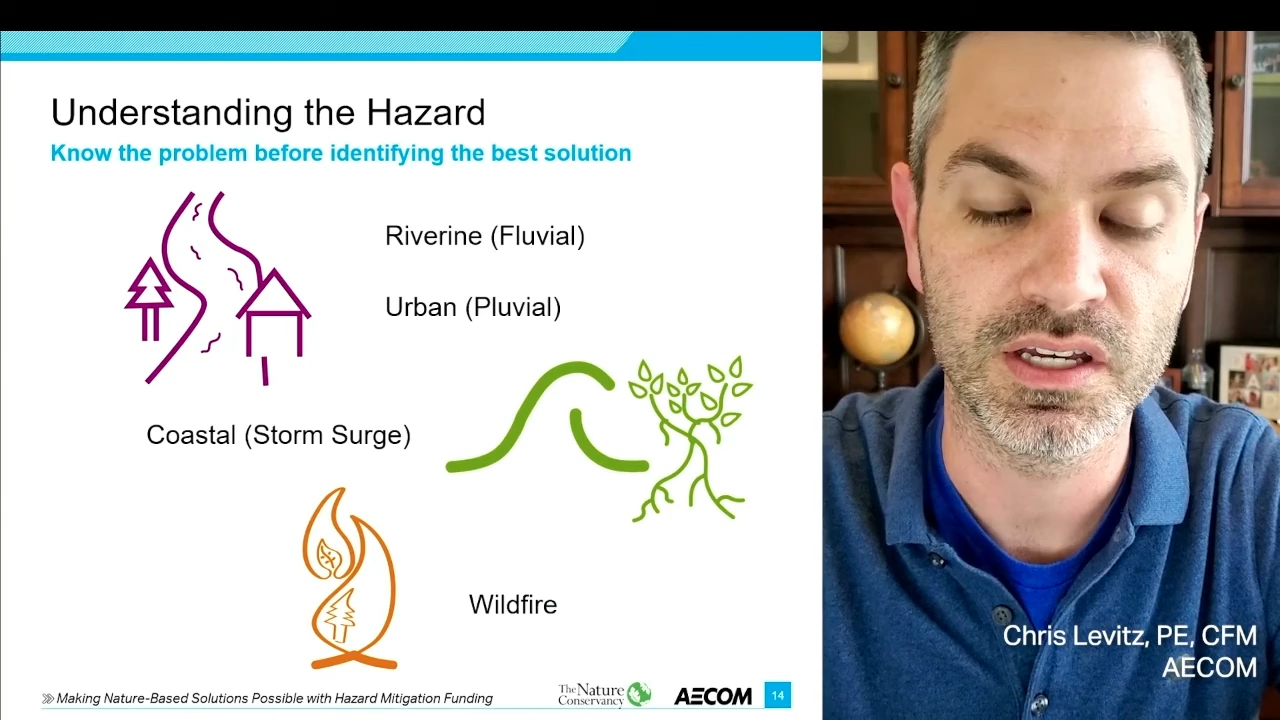 Understanding the Hazard
Know the problem before identifying the best solution
Riverine (Fluvial)
Urban (Pluvial)
Coastal (Storm Surge)
Wildfire
Making Nature-Based Solutions Possible with Hazard Mitigation Funding
The Nature
Conservancy
AECOM
14
Chris Levitz, PE, CFM
AECOM